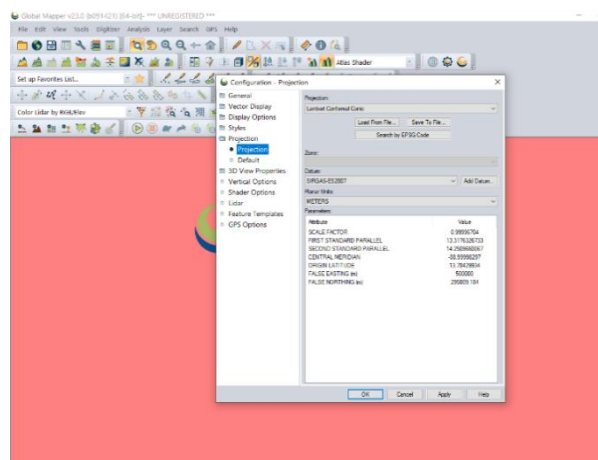 Global Mapper v23.0 (b091421) [64-bit]- *** UNREGISTERED ***
File Edit View Tools Digitizer Analysis Layer Search GPS Help
Atlas Shader
Set up Favorites List...
Color Lidar by RGB/Elev
Configuration - Projection
General
Vector Display
Display Options
Styles
Projection
Projection
Default
3D View Properties
Vertical Options
Shader Options
Lidar
Feature Templates
GPS Options
Projection:
Lambert Conformal Conic
Load From File... Save To File...
Search by EPSG Code
Zone:
Datum:
SIRGAS-ES2007
Add Datum...
Planar Units:
METERS
Parameters:
Attribute Value
SCALE FACTOR 0.99996704
FIRST STANDARD PARALLEL
SECOND STANDARD PARALLEL
CENTRAL MERIDIAN
ORIGIN LATITUDE
FALSE EASTING (m) 500000
FALSE NORTHING (m) 295809.184
OK Cancel Apply Help